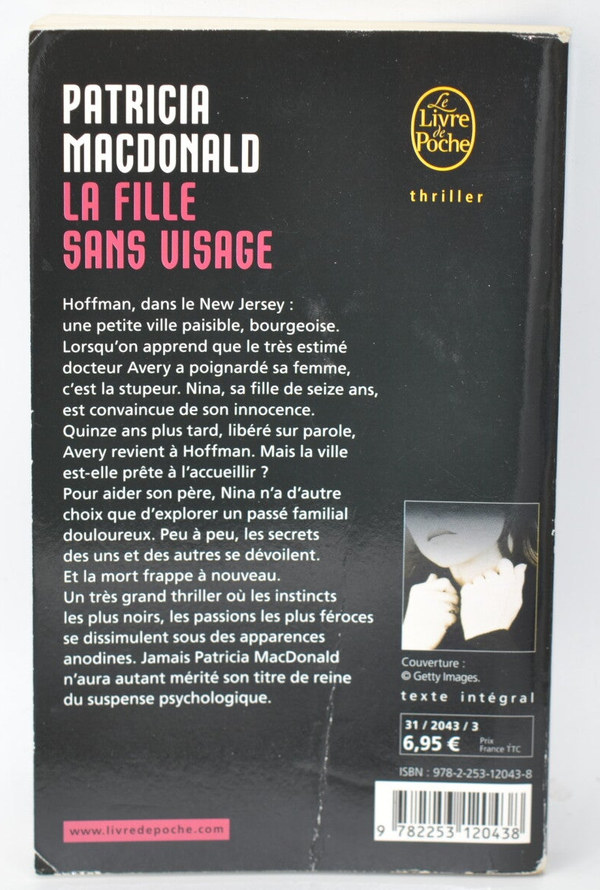 PATRICIA
MACDONALD
LA FILLE
SANS VISAGE
Le
Livre
de
Poche
thriller
Hoffman, dans le New Jersey :
une petite ville paisible, bourgeoise.
Lorsqu'on apprend que le très estimé
docteur Avery a poignardé sa femme,
c'est la stupeur. Nina, sa fille de seize ans,
est convaincue de son innocence.
Quinze ans plus tard, libéré sur parole,
Avery revient à Hoffman. Mais la ville
est-elle prête à l'accueillir ?
Pour aider son père, Nina n'a d'autre
choix que d'explorer un passé familial
douloureux. Peu à peu, les secrets
des uns et des autres se dévoilent.
Et la mort frappe à nouveau.
Un très grand thriller où les instincts
les plus noirs, les passions les plus féroces
se dissimulent sous des apparences
anodines. Jamais Patricia MacDonald
n'aura autant mérité son titre de reine
du suspense psychologique.
Couverture :
© Getty Images.
texte intégral
31 / 2043 / 3
6,95 € Prix
France TTC
ISBN : 978-2-253-12043-8
9 782253 120438
www.livredepoche.com